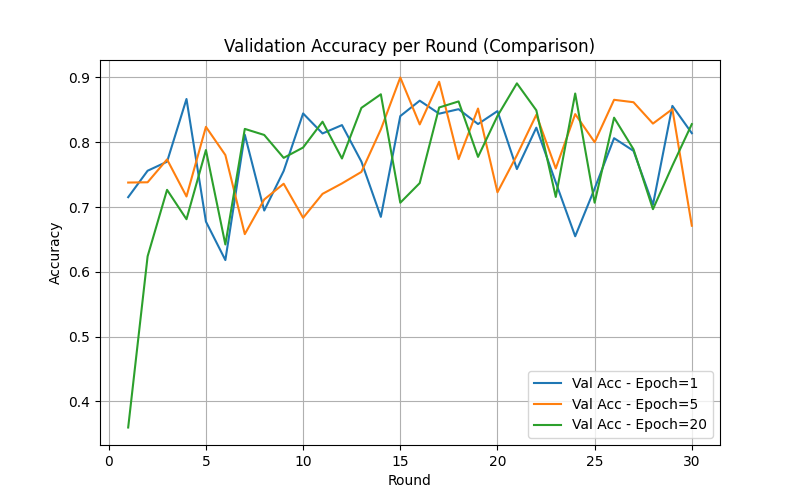 Validation Accuracy per Round (Comparison)
Accuracy
0.9
0.8
0.7
0.6
0.5
0.4
0 5 10 15 20 25 30
Round
Val Acc - Epoch=1
Val Acc - Epoch=5
Val Acc - Epoch=20